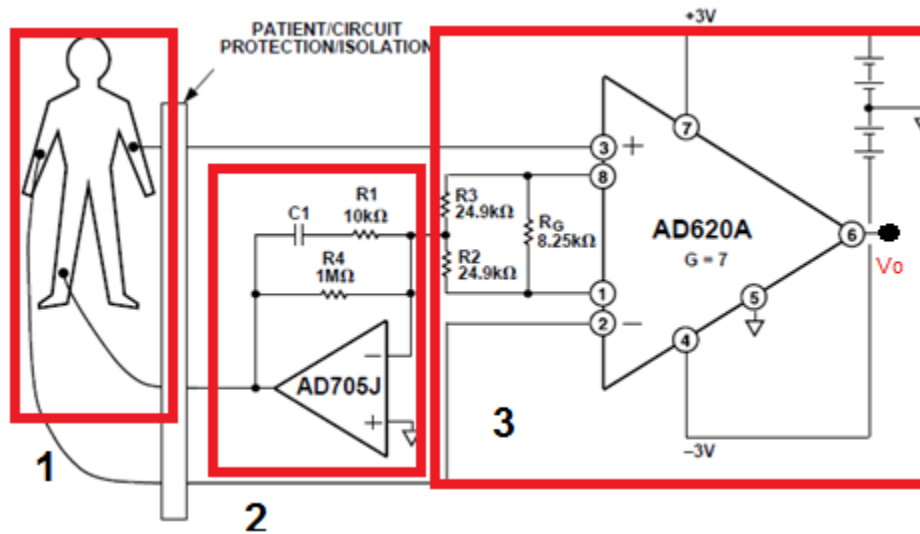 PATIENT/CIRCUIT
PROTECTION/ISOLATION
+3V
7
3
+
8
R1
10kΩ
C1
R3
24.9kΩ
RG
8.25kΩ
AD620A
G = 7
6
Vo
R4
1MΩ
R2
24.9kΩ
1
5
2
−
4
−
AD705J
+
3
−3V
1
2